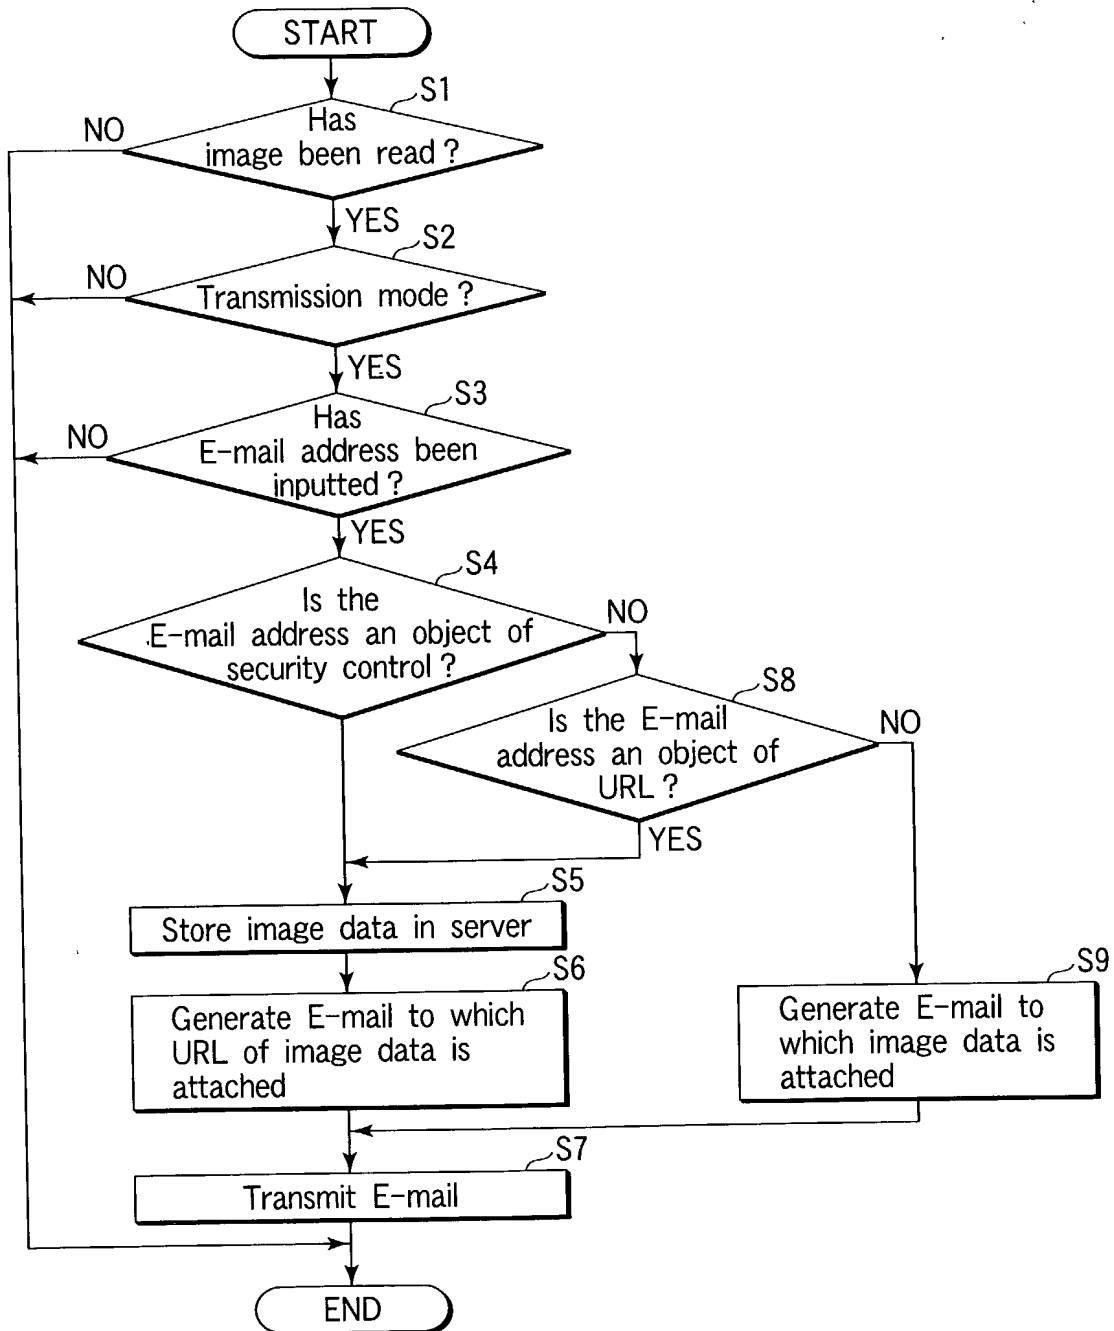 START
S1
Has
image been read?
NO
YES
S2
Transmission mode?
NO
YES
S3
Has
E-mail address been
inputted?
NO
YES
S4
Is the
E-mail address an object of
security control?
NO
S8
Is the E-mail
address an object of
URL?
NO
YES
S5
Store image data in server
S6
Generate E-mail to which
URL of image data is
attached
S9
Generate E-mail to
which image data is
attached
S7
Transmit E-mail
END